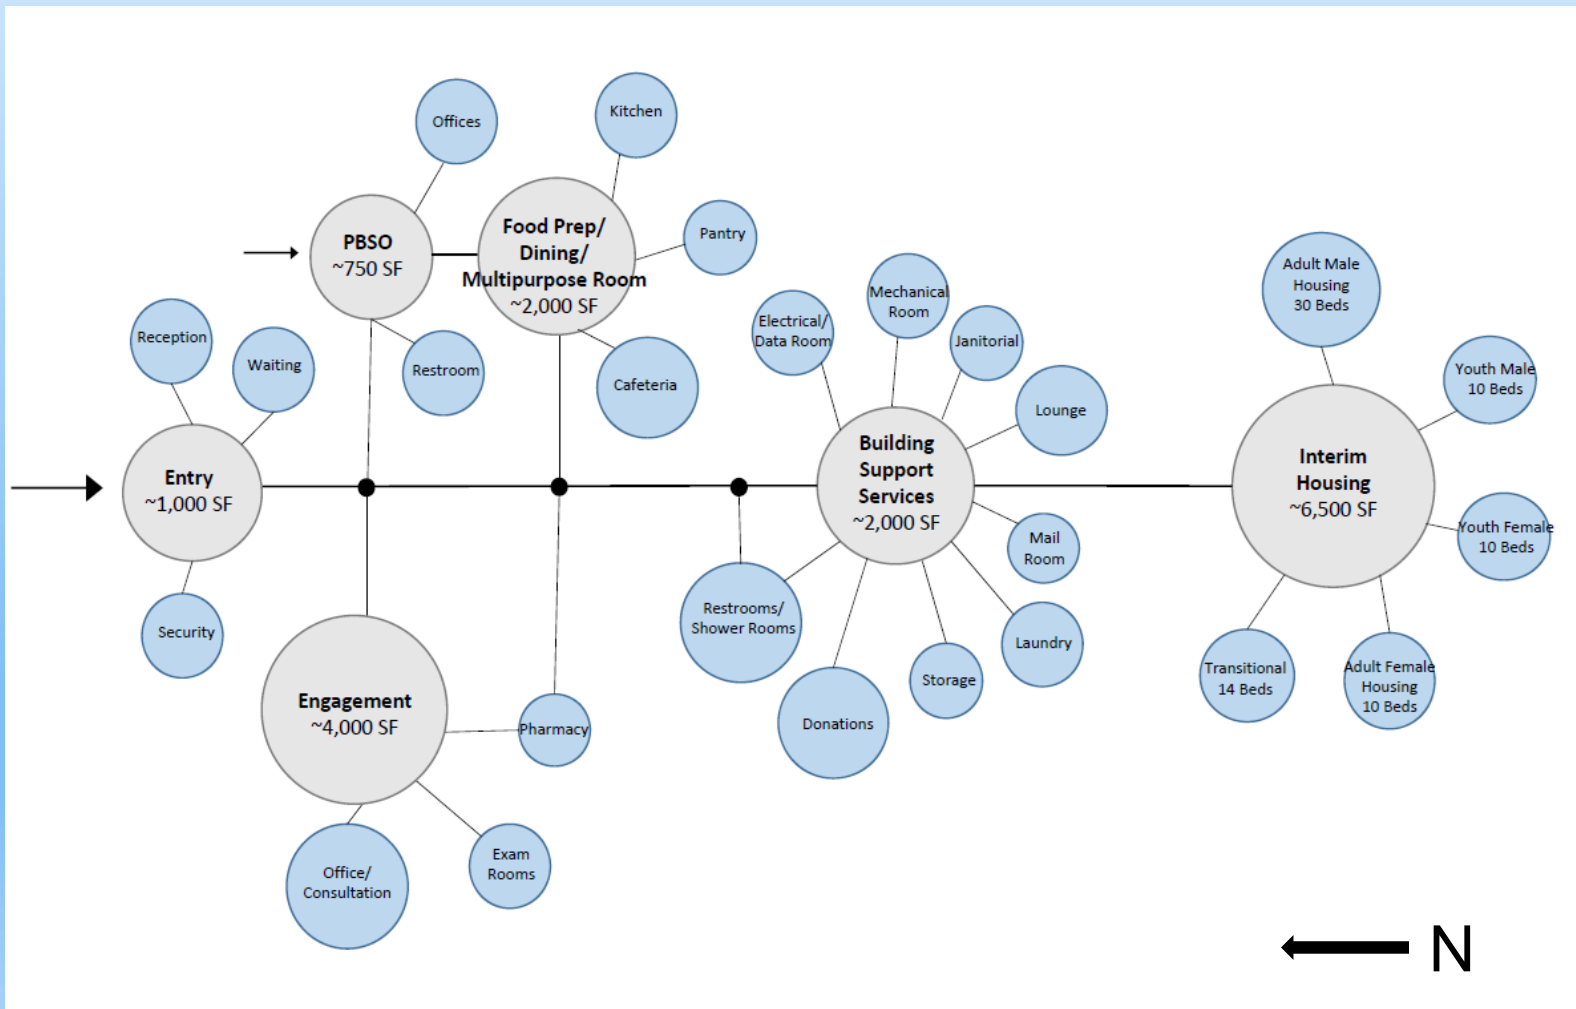 Offices
Kitchen
PBSO
~750 SF
Food Prep/
Dining/
Multipurpose Room
~2,000 SF
Pantry
Reception
Waiting
Restroom
Cafeteria
Electrical/
Data Room
Mechanical
Room
Janitorial
Lounge
Adult Male
Housing
30 Beds
Youth Male
10 Beds
Entry
~1,000 SF
Building
Support
Services
~2,000 SF
Interim
Housing
~6,500 SF
Youth Female
10 Beds
Mail
Room
Security
Restrooms/
Shower Rooms
Laundry
Storage
Donations
Transitional
14 Beds
Adult Female
Housing
10 Beds
Engagement
~4,000 SF
Pharmacy
Office/
Consultation
Exam
Rooms
N